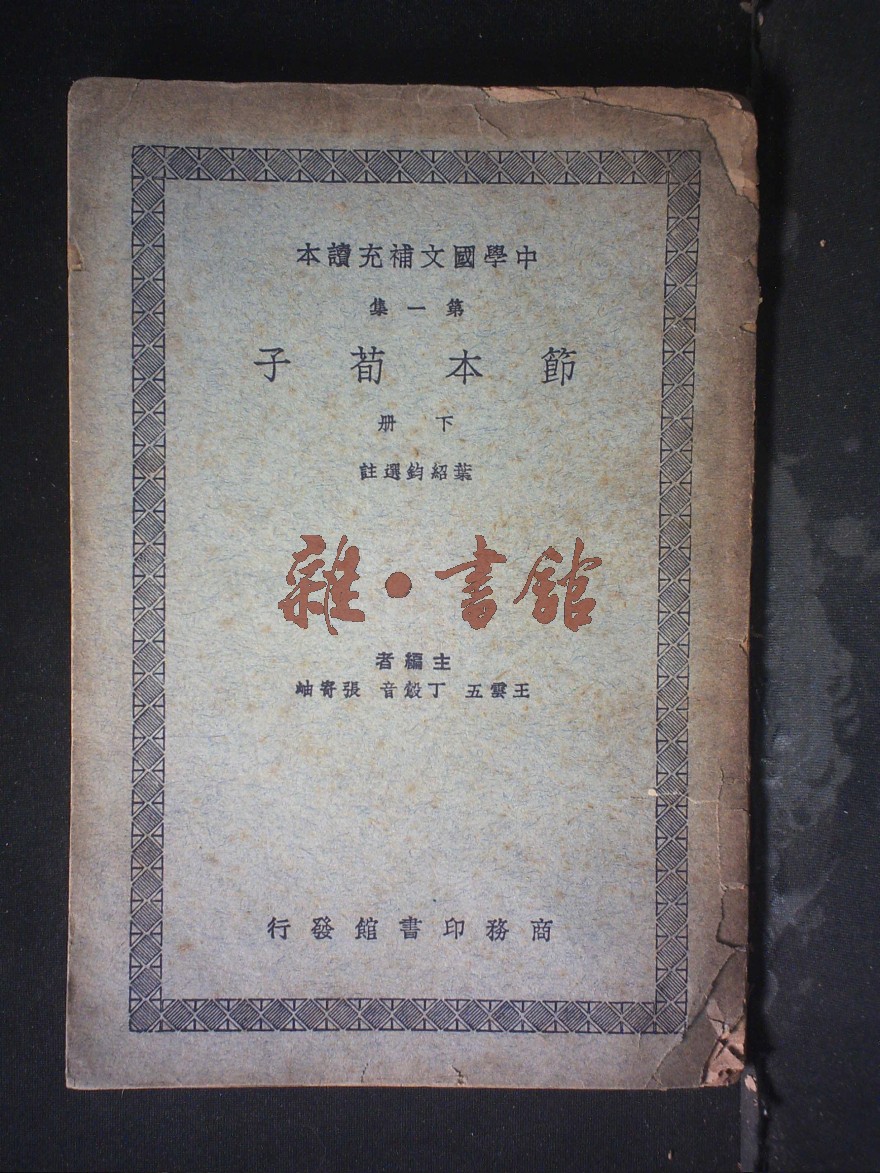 中學國文補充讀本
第一集
節本荀子
下册
葉紹鈞選註
雜·書館
主編者
王雲五 丁㲄音 張寄岫
商務印書館發行